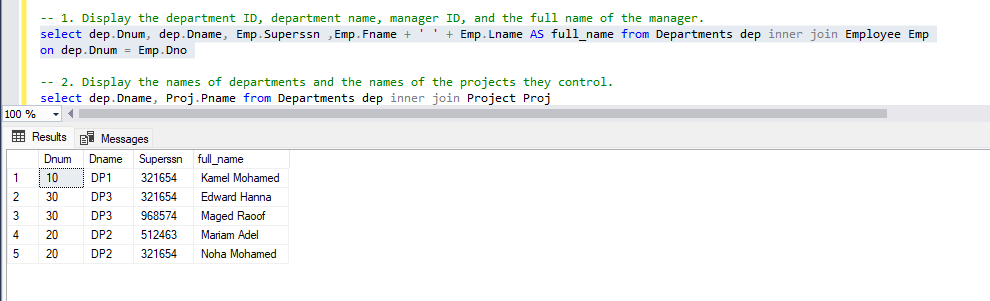 -- 1. Display the department ID, department name, manager ID, and the full name of the manager.
select dep.Dnum, dep.Dname, Emp.Superssn ,Emp.Fname + ' ' + Emp.Lname AS full_name from Departments dep inner join Employee Emp
on dep.Dnum = Emp.Dno
-- 2. Display the names of departments and the names of the projects they control.
select dep.Dname, Proj.Pname from Departments dep inner join Project Proj
100 %
Results Messages
Dnum Dname Superssn full_name
1 10 DP1 321654 Kamel Mohamed
2 30 DP3 321654 Edward Hanna
3 30 DP3 968574 Maged Raoof
4 20 DP2 512463 Mariam Adel
5 20 DP2 321654 Noha Mohamed